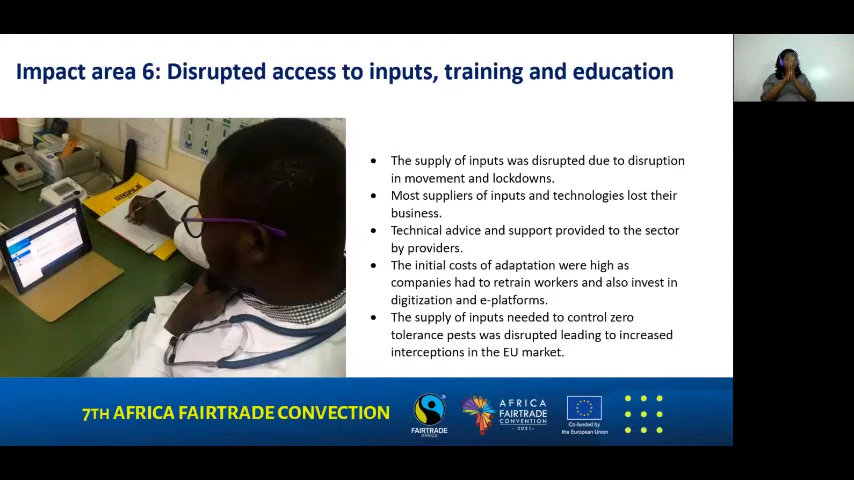 Impact area 6: Disrupted access to inputs, training and education
• The supply of inputs was disrupted due to disruption
in movement and lockdowns.
• Most suppliers of inputs and technologies lost their
business.
• Technical advice and support provided to the sector
by providers.
• The initial costs of adaptation were high as
companies had to retrain workers and also invest in
digitization and e-platforms.
• The supply of inputs needed to control zero
tolerance pests was disrupted leading to increased
interceptions in the EU market.
7TH AFRICA FAIRTRADE CONVECTION
FAIRTRADE
AFRICA
AFRICA
FAIRTRADE
CONVENTION
- 2021 -
Co-funded by
the European Union